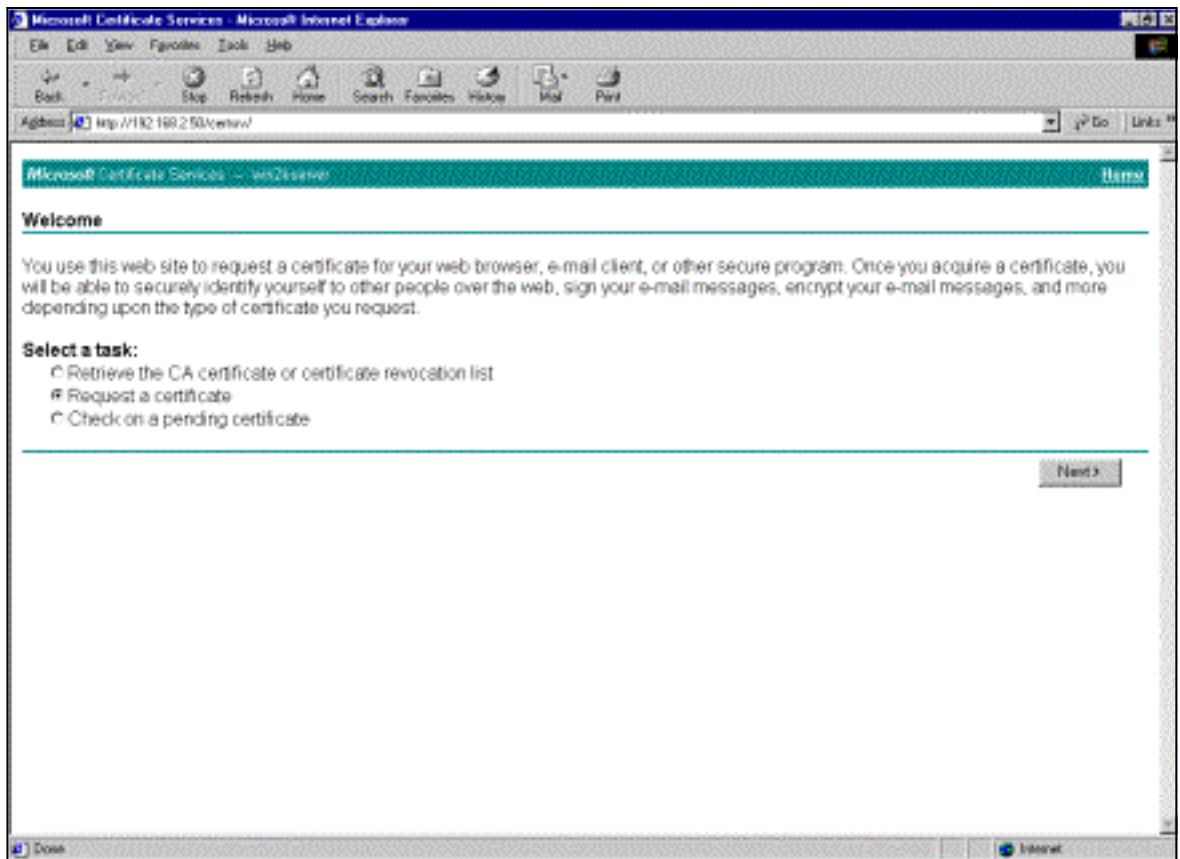 Microsoft Certificate Services - Microsoft Internet Explorer
File Edit View Favorites Tools Help
Back Forward Stop Refresh Home Search Favorites History Mail Print
Address http://192.168.2.50/certsrv/ Go Links
Microsoft Certificate Services -- win2kserver Home
Welcome
You use this web site to request a certificate for your web browser, e-mail client, or other secure program. Once you acquire a certificate, you
will be able to securely identify yourself to other people over the web, sign your e-mail messages, encrypt your e-mail messages, and more
depending upon the type of certificate you request.
Select a task:
Retrieve the CA certificate or certificate revocation list
Request a certificate
Check on a pending certificate
Next >
Done Internet